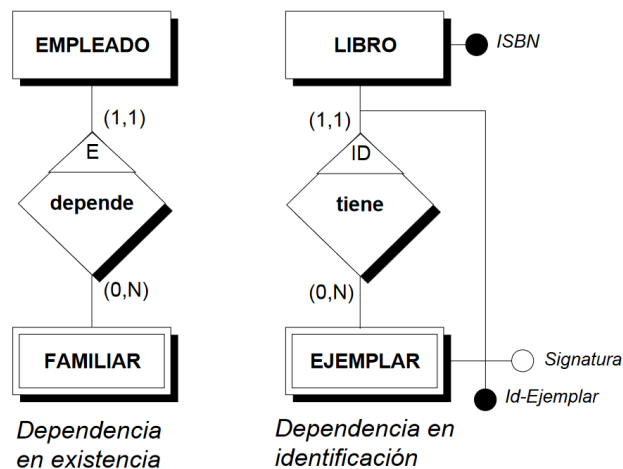 EMPLEADO
(1,1)
E
depende
(0,N)
FAMILIAR
Dependencia
en existencia
LIBRO
ISBN
(1,1)
ID
tiene
(0,N)
EJEMPLAR
Signatura
Id-Ejemplar
Dependencia en
identificación